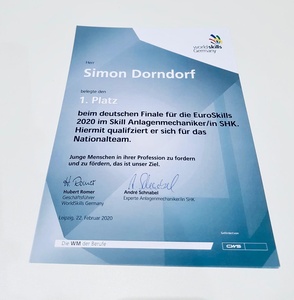 worldskills
Germany
Herr
Simon Dorndorf
belegte den
1. Platz
beim deutschen Finale für die EuroSkills
2020 im Skill Anlagenmechaniker/in SHK.
Hiermit qualifziert er sich für das
Nationalteam.
Junge Menschen in ihrer Profession zu fordern
und zu fördern, das ist unser Ziel.
Hubert Romer
Geschäftsführer
WorldSkills Germany
André Schnabel
Experte Anlagenmechaniker/in SHK
Leipzig, 22. Februar 2020
Die WM der Berufe
CWS